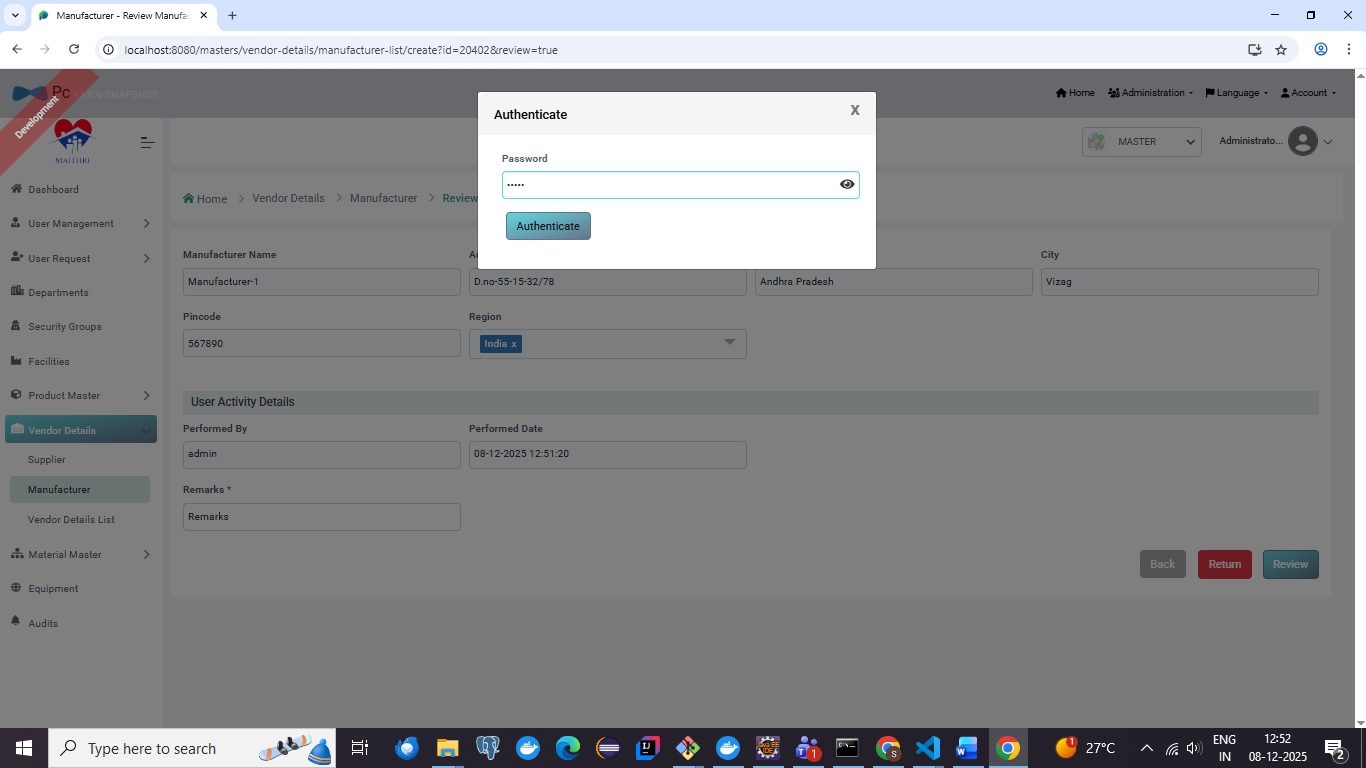 Manufacturer - Review Manufac
localhost:8080/masters/vendor-details/manufacturer-list/create?id=20402&review=true
Development
Pc
Home
Administration
Language
Account
MAITHRI
MASTER
Administrato...
Authenticate
X
Password
•••••
Authenticate
Dashboard
User Management
User Request
Departments
Security Groups
Facilities
Product Master
Vendor Details
Supplier
Manufacturer
Vendor Details List
Material Master
Equipment
Audits
Home
Vendor Details
Manufacturer
Review
Manufacturer Name
City
Manufacturer-1
D.no-55-15-32/78
Andhra Pradesh
Vizag
Pincode
Region
567890
India x
User Activity Details
Performed By
Performed Date
admin
08-12-2025 12:51:20
Remarks *
Remarks
Back
Return
Review
Type here to search
27°C
ENG
IN
12:52
08-12-2025
2